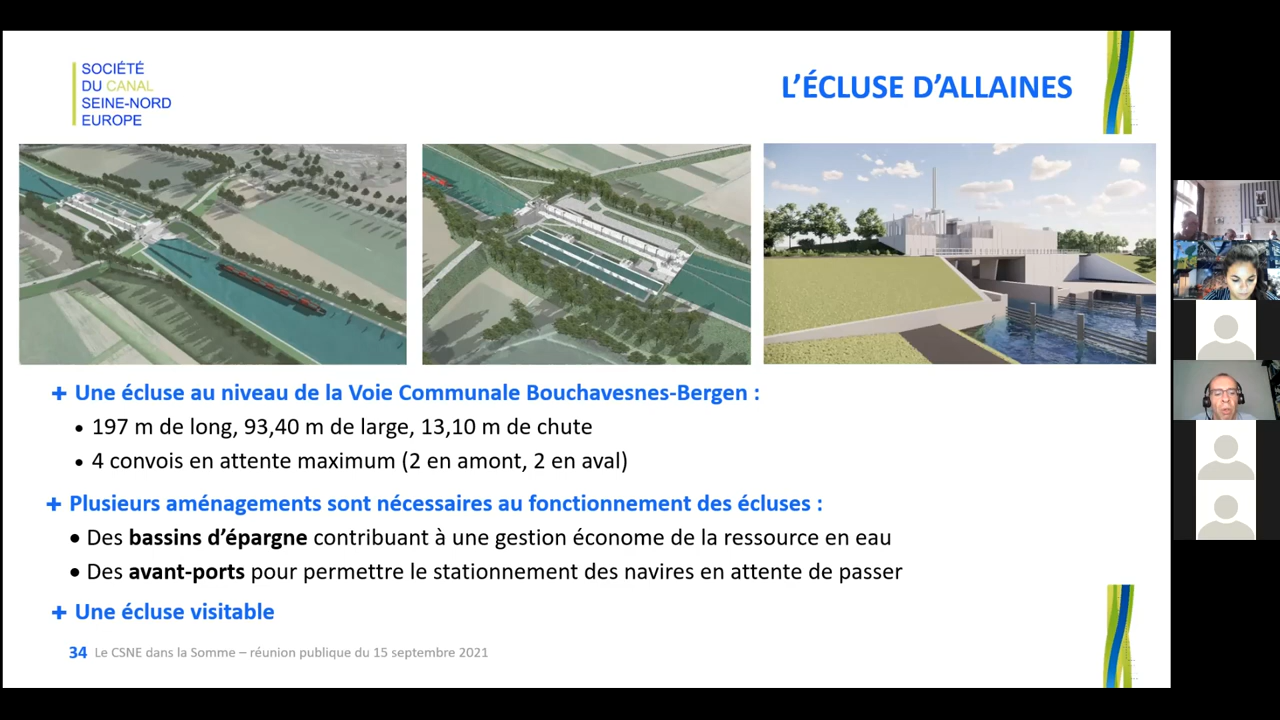 SOCIÉTÉ
DU CANAL
SEINE-NORD
EUROPE
L'ÉCLUSE D'ALLAINES
+ Une écluse au niveau de la Voie Communale Bouchavesnes-Bergen :
• 197 m de long, 93,40 m de large, 13,10 m de chute
• 4 convois en attente maximum (2 en amont, 2 en aval)
+ Plusieurs aménagements sont nécessaires au fonctionnement des écluses :
• Des bassins d'épargne contribuant à une gestion économe de la ressource en eau
• Des avant-ports pour permettre le stationnement des navires en attente de passer
+ Une écluse visitable
34 Le CSNE dans la Somme – réunion publique du 15 septembre 2021